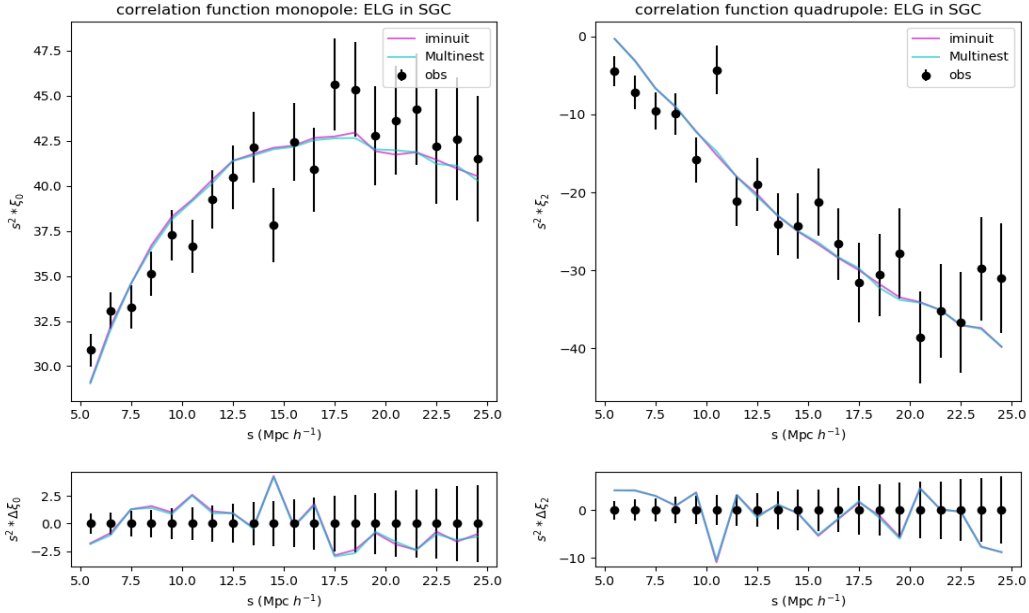 correlation function monopole: ELG in SGC
47.5
45.0
42.5
40.0
37.5
35.0
32.5
30.0
s² * ξ₀
iminuit
Multinest
obs
5.0 7.5 10.0 12.5 15.0 17.5 20.0 22.5 25.0
s (Mpc h⁻¹)
correlation function quadrupole: ELG in SGC
0
−10
−20
−30
−40
s² * ξ₂
iminuit
Multinest
obs
5.0 7.5 10.0 12.5 15.0 17.5 20.0 22.5 25.0
s (Mpc h⁻¹)
2.5
0.0
−2.5
s² * Δξ₀
5.0 7.5 10.0 12.5 15.0 17.5 20.0 22.5 25.0
s (Mpc h⁻¹)
0
−10
s² * Δξ₂
5.0 7.5 10.0 12.5 15.0 17.5 20.0 22.5 25.0
s (Mpc h⁻¹)